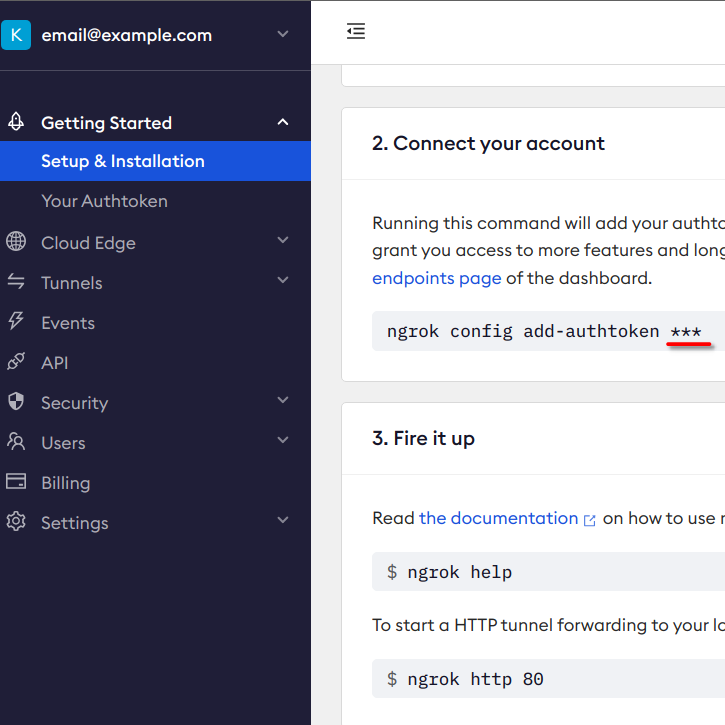 K email@example.com
Getting Started
Setup & Installation
Your Authtoken
Cloud Edge
Tunnels
Events
API
Security
Users
Billing
Settings
2. Connect your account
Running this command will add your
grant you access to more features and
endpoints page of the dashboard.
ngrok config add-authtoken ***
3. Fire it up
Read the documentation on how to use
$ ngrok help
To start a HTTP tunnel forwarding to your
$ ngrok http 80